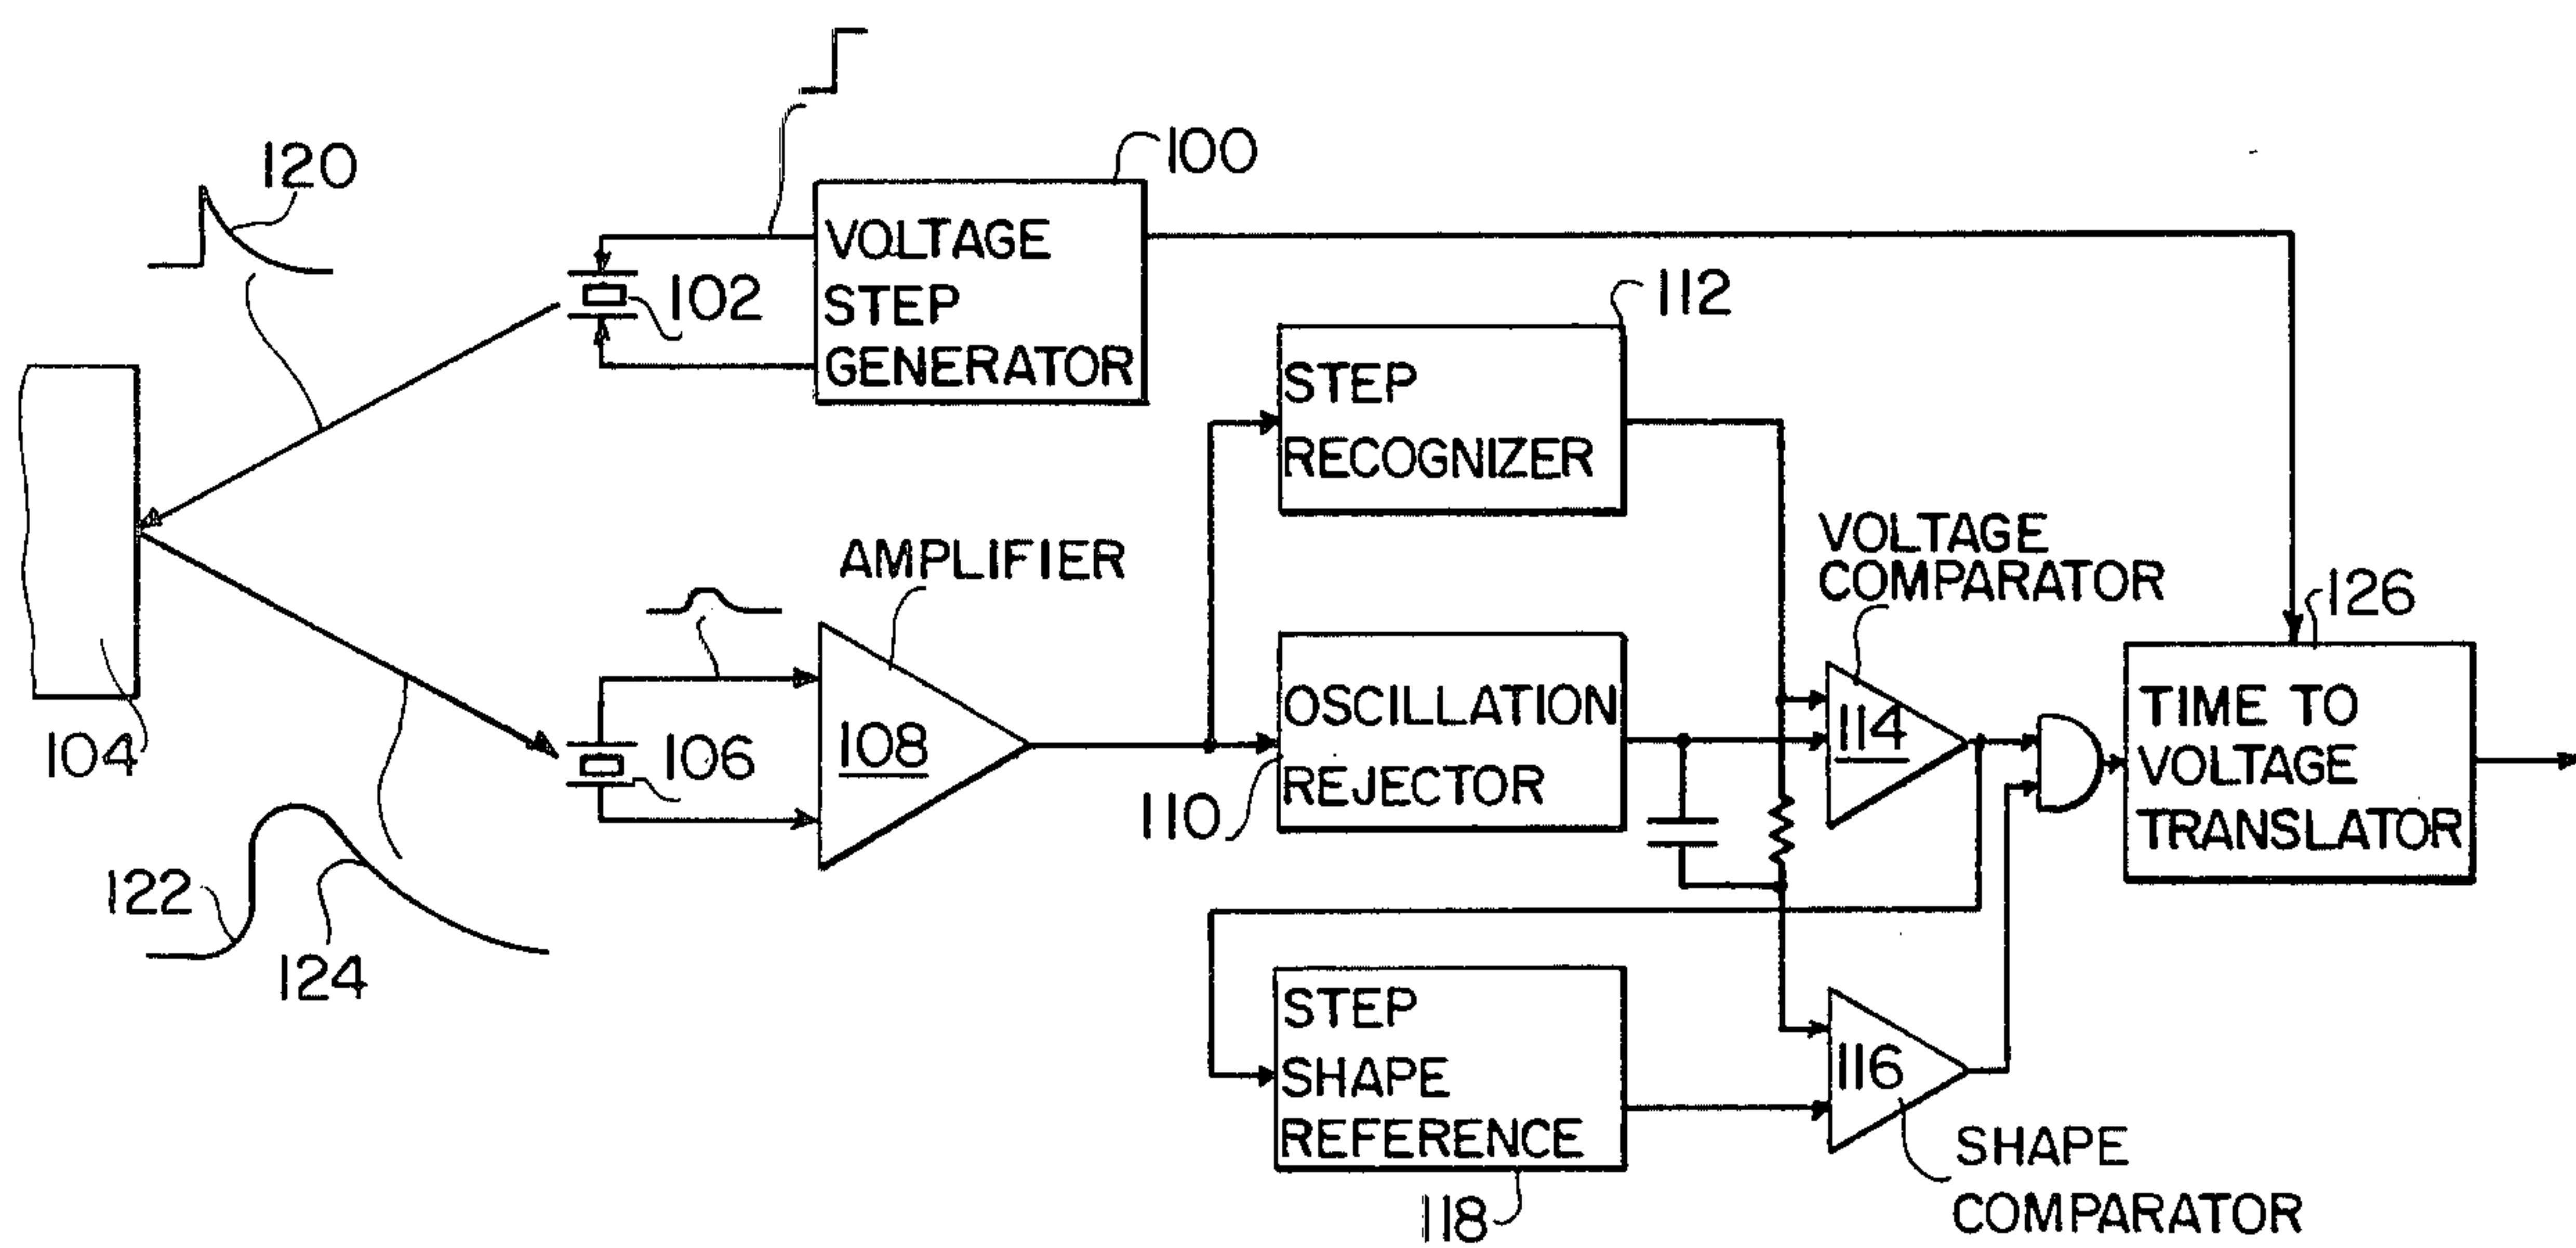 120
100
VOLTAGE
STEP
GENERATOR
102
112
STEP
RECOGNIZER
AMPLIFIER
VOLTAGE
COMPARATOR
126
104
106
108
110
OSCILLATION
REJECTOR
114
TIME TO
VOLTAGE
TRANSLATOR
122
124
STEP
SHAPE
REFERENCE
116
118
SHAPE
COMPARATOR